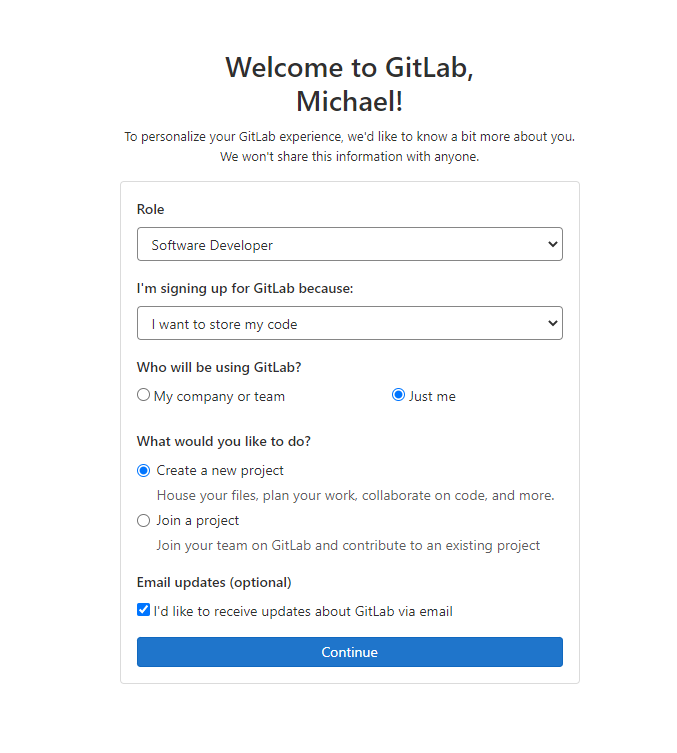 Welcome to GitLab,
Michael!
To personalize your GitLab experience, we'd like to know a bit more about you.
We won't share this information with anyone.
Role
Software Developer
I'm signing up for GitLab because:
I want to store my code
Who will be using GitLab?
My company or team
Just me
What would you like to do?
Create a new project
House your files, plan your work, collaborate on code, and more.
Join a project
Join your team on GitLab and contribute to an existing project
Email updates (optional)
I'd like to receive updates about GitLab via email
Continue